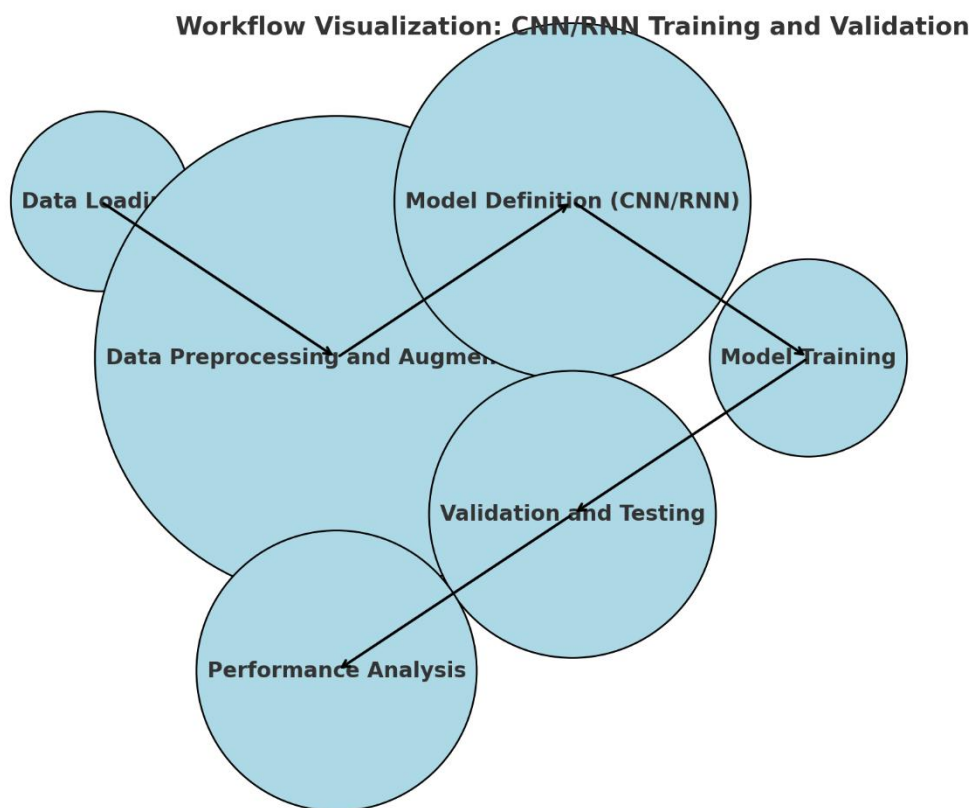 Workflow Visualization: CNN/RNN Training and Validation
Data Loadi
Model Definition (CNN/RNN)
Data Preprocessing and Augmen
Model Training
Validation and Testing
Performance Analysis